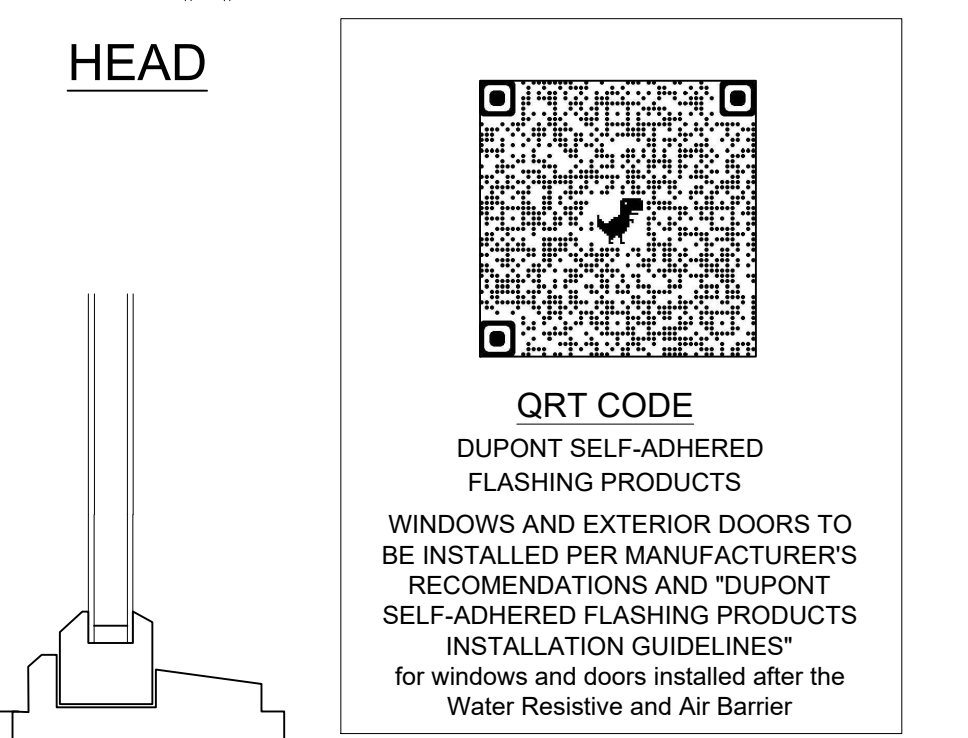 HEAD
QRT CODE
DUPONT SELF-ADHERED
FLASHING PRODUCTS
WINDOWS AND EXTERIOR DOORS TO
BE INSTALLED PER MANUFACTURER'S
RECOMENDATIONS AND "DUPONT
SELF-ADHERED FLASHING PRODUCTS
INSTALLATION GUIDELINES"
for windows and doors installed after the
Water Resistive and Air Barrier